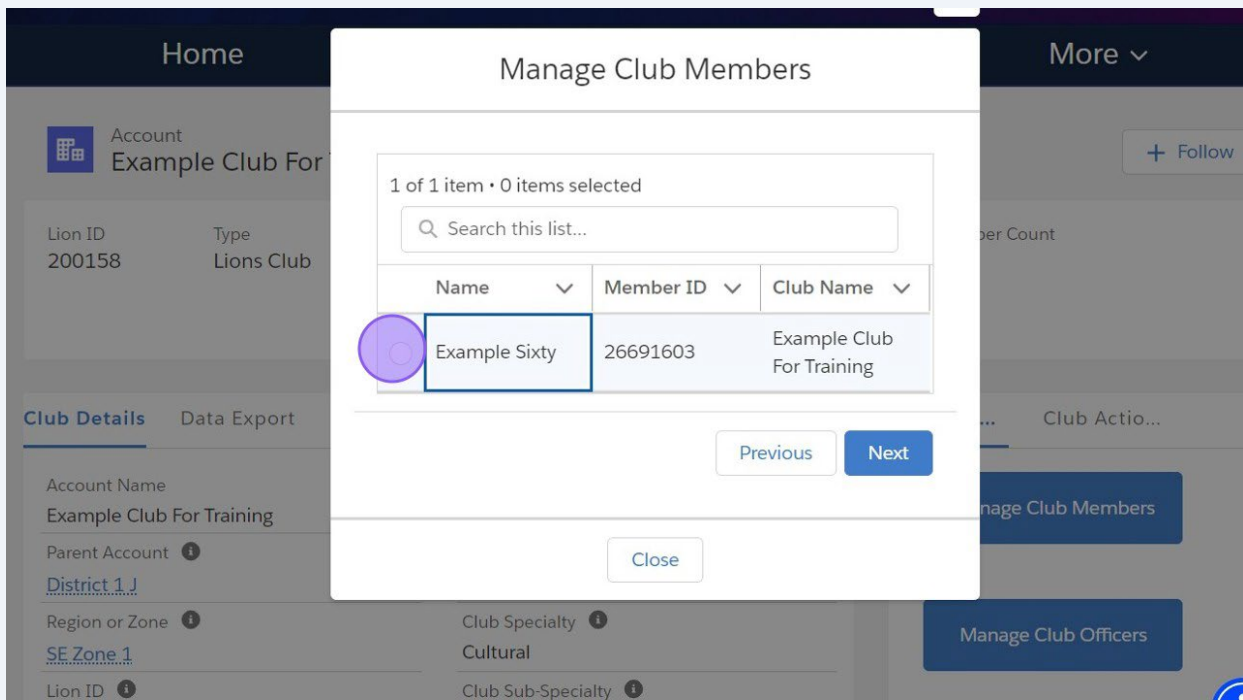 Home
More
Manage Club Members
Account
Example Club For
+ Follow
1 of 1 item • 0 items selected
Search this list...
Lion ID
Type
Count
200158
Lions Club
Name
Member ID
Club Name
Example Sixty
26691603
Example Club
For Training
Club Details
Data Export
...
Club Actio...
Previous
Next
Account Name
Example Club For Training
Club Members
Parent Account
District 1 J
Close
Region or Zone
SE Zone 1
Club Specialty
Cultural
Manage Club Officers
Lion ID
Club Sub-Specialty